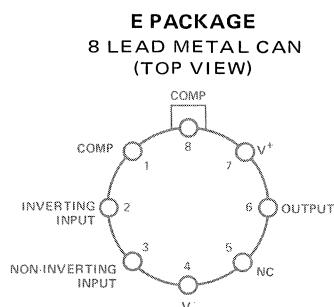 E PACKAGE
8 LEAD METAL CAN
(TOP VIEW)
COMP
8
COMP
1
7
V+
INVERTING
INPUT
2
6
OUTPUT
NON-INVERTING
INPUT
3
4
5
NC
V-